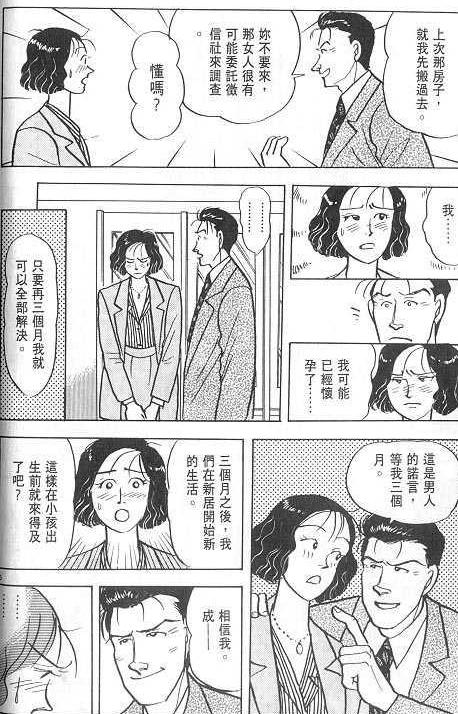 上次那房子，
就我先搬過去。
妳不要來，
那女人很有
可能委託徵
信社來調查
。
懂嗎？
我…
………
我可能
已經懷
孕了……
………
只要再三個月我就
可以全部解決。
這是男人
的諾言，
等我三個
月。
三個月之後，我
們在新居開始新
的生活。
這樣在小孩出
生前就來得及
了吧？
相信我。
成——
………
………